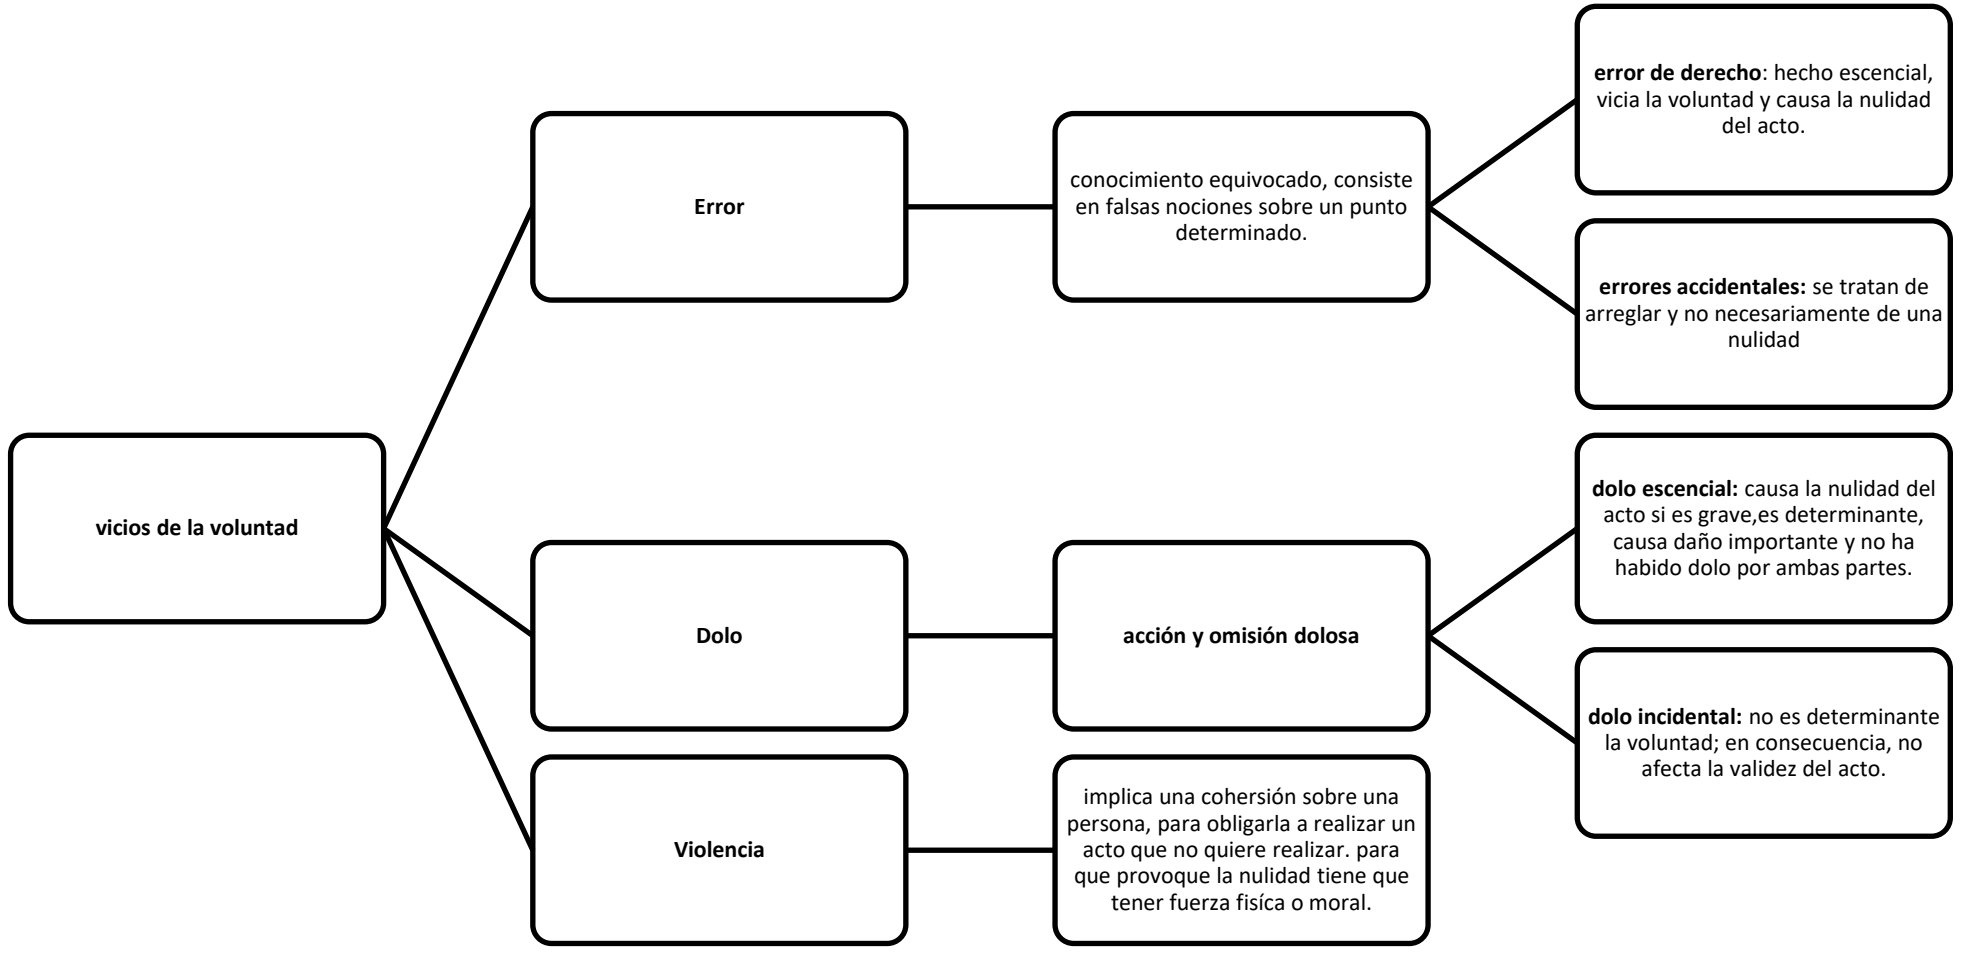 vicios de la voluntad
Error
conocimiento equivocado, consiste
en falsas nociones sobre un punto
determinado.
error de derecho: hecho escencial,
vicia la voluntad y causa la nulidad
del acto.
errores accidentales: se tratan de
arreglar y no necesariamente de una
nulidad
Dolo
acción y omisión dolosa
dolo escencial: causa la nulidad del
acto si es grave,es determinante,
causa daño importante y no ha
habido dolo por ambas partes.
dolo incidental: no es determinante
la voluntad; en consecuencia, no
afecta la validez del acto.
Violencia
implica una cohersión sobre una
persona, para obligarla a realizar un
acto que no quiere realizar. para
que provoque la nulidad tiene que
tener fuerza fisíca o moral.